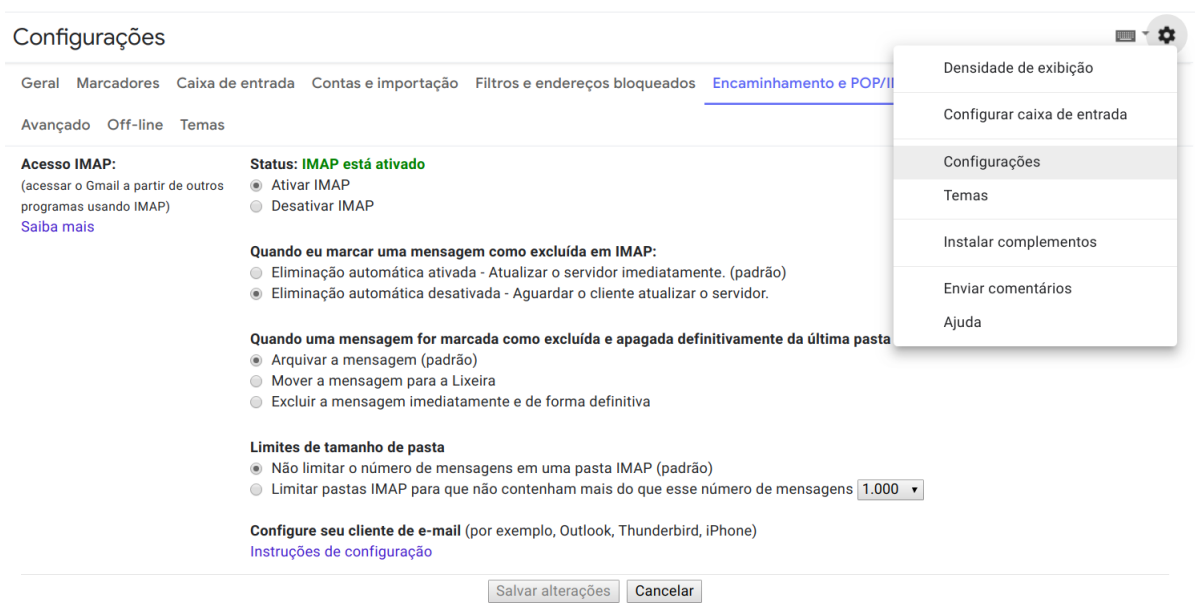 Configurações
Geral Marcadores Caixa de entrada Contas e importação Filtros e endereços bloqueados Encaminhamento e POP/
Avançado Off-line Temas
Densidade de exibição
Configurar caixa de entrada
Configurações
Temas
Instalar complementos
Enviar comentários
Ajuda
Acesso IMAP:
(acessar o Gmail a partir de outros
programas usando IMAP)
Saiba mais
Status: IMAP está ativado
Ativar IMAP
Desativar IMAP
Quando eu marcar uma mensagem como excluída em IMAP:
Eliminação automática ativada - Atualizar o servidor imediatamente. (padrão)
Eliminação automática desativada - Aguardar o cliente atualizar o servidor.
Quando uma mensagem for marcada como excluída e apagada definitivamente da última pasta
Arquivar a mensagem (padrão)
Mover a mensagem para a Lixeira
Excluir a mensagem imediatamente e de forma definitiva
Limites de tamanho de pasta
Não limitar o número de mensagens em uma pasta IMAP (padrão)
Limitar pastas IMAP para que não contenham mais do que esse número de mensagens 1.000
Configure seu cliente de e-mail (por exemplo, Outlook, Thunderbird, iPhone)
Instruções de configuração
Salvar alterações Cancelar